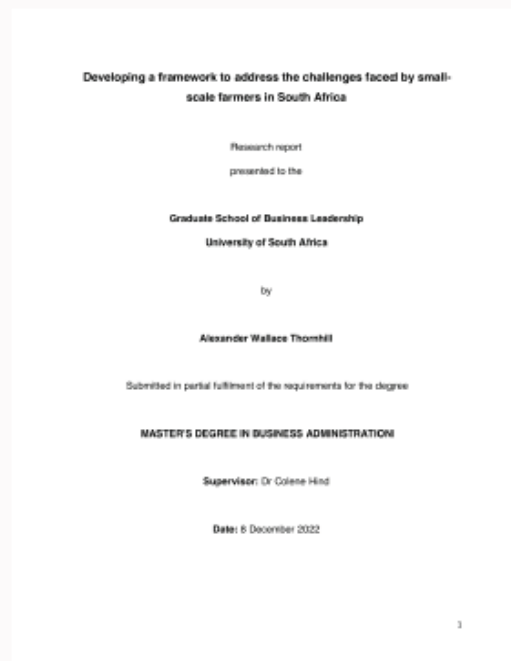 Developing a framework to address the challenges faced by small-
scale farmers in South Africa
Research report
presented to the
Graduate School of Business Leadership
University of South Africa
by
Alexander Wallace Thornhill
Submitted in partial fulfilment of the requirements for the degree
MASTER'S DEGREE IN BUSINESS ADMINISTRATIONI
Supervisor: Dr Colene Hind
Date: 8 December 2022
1